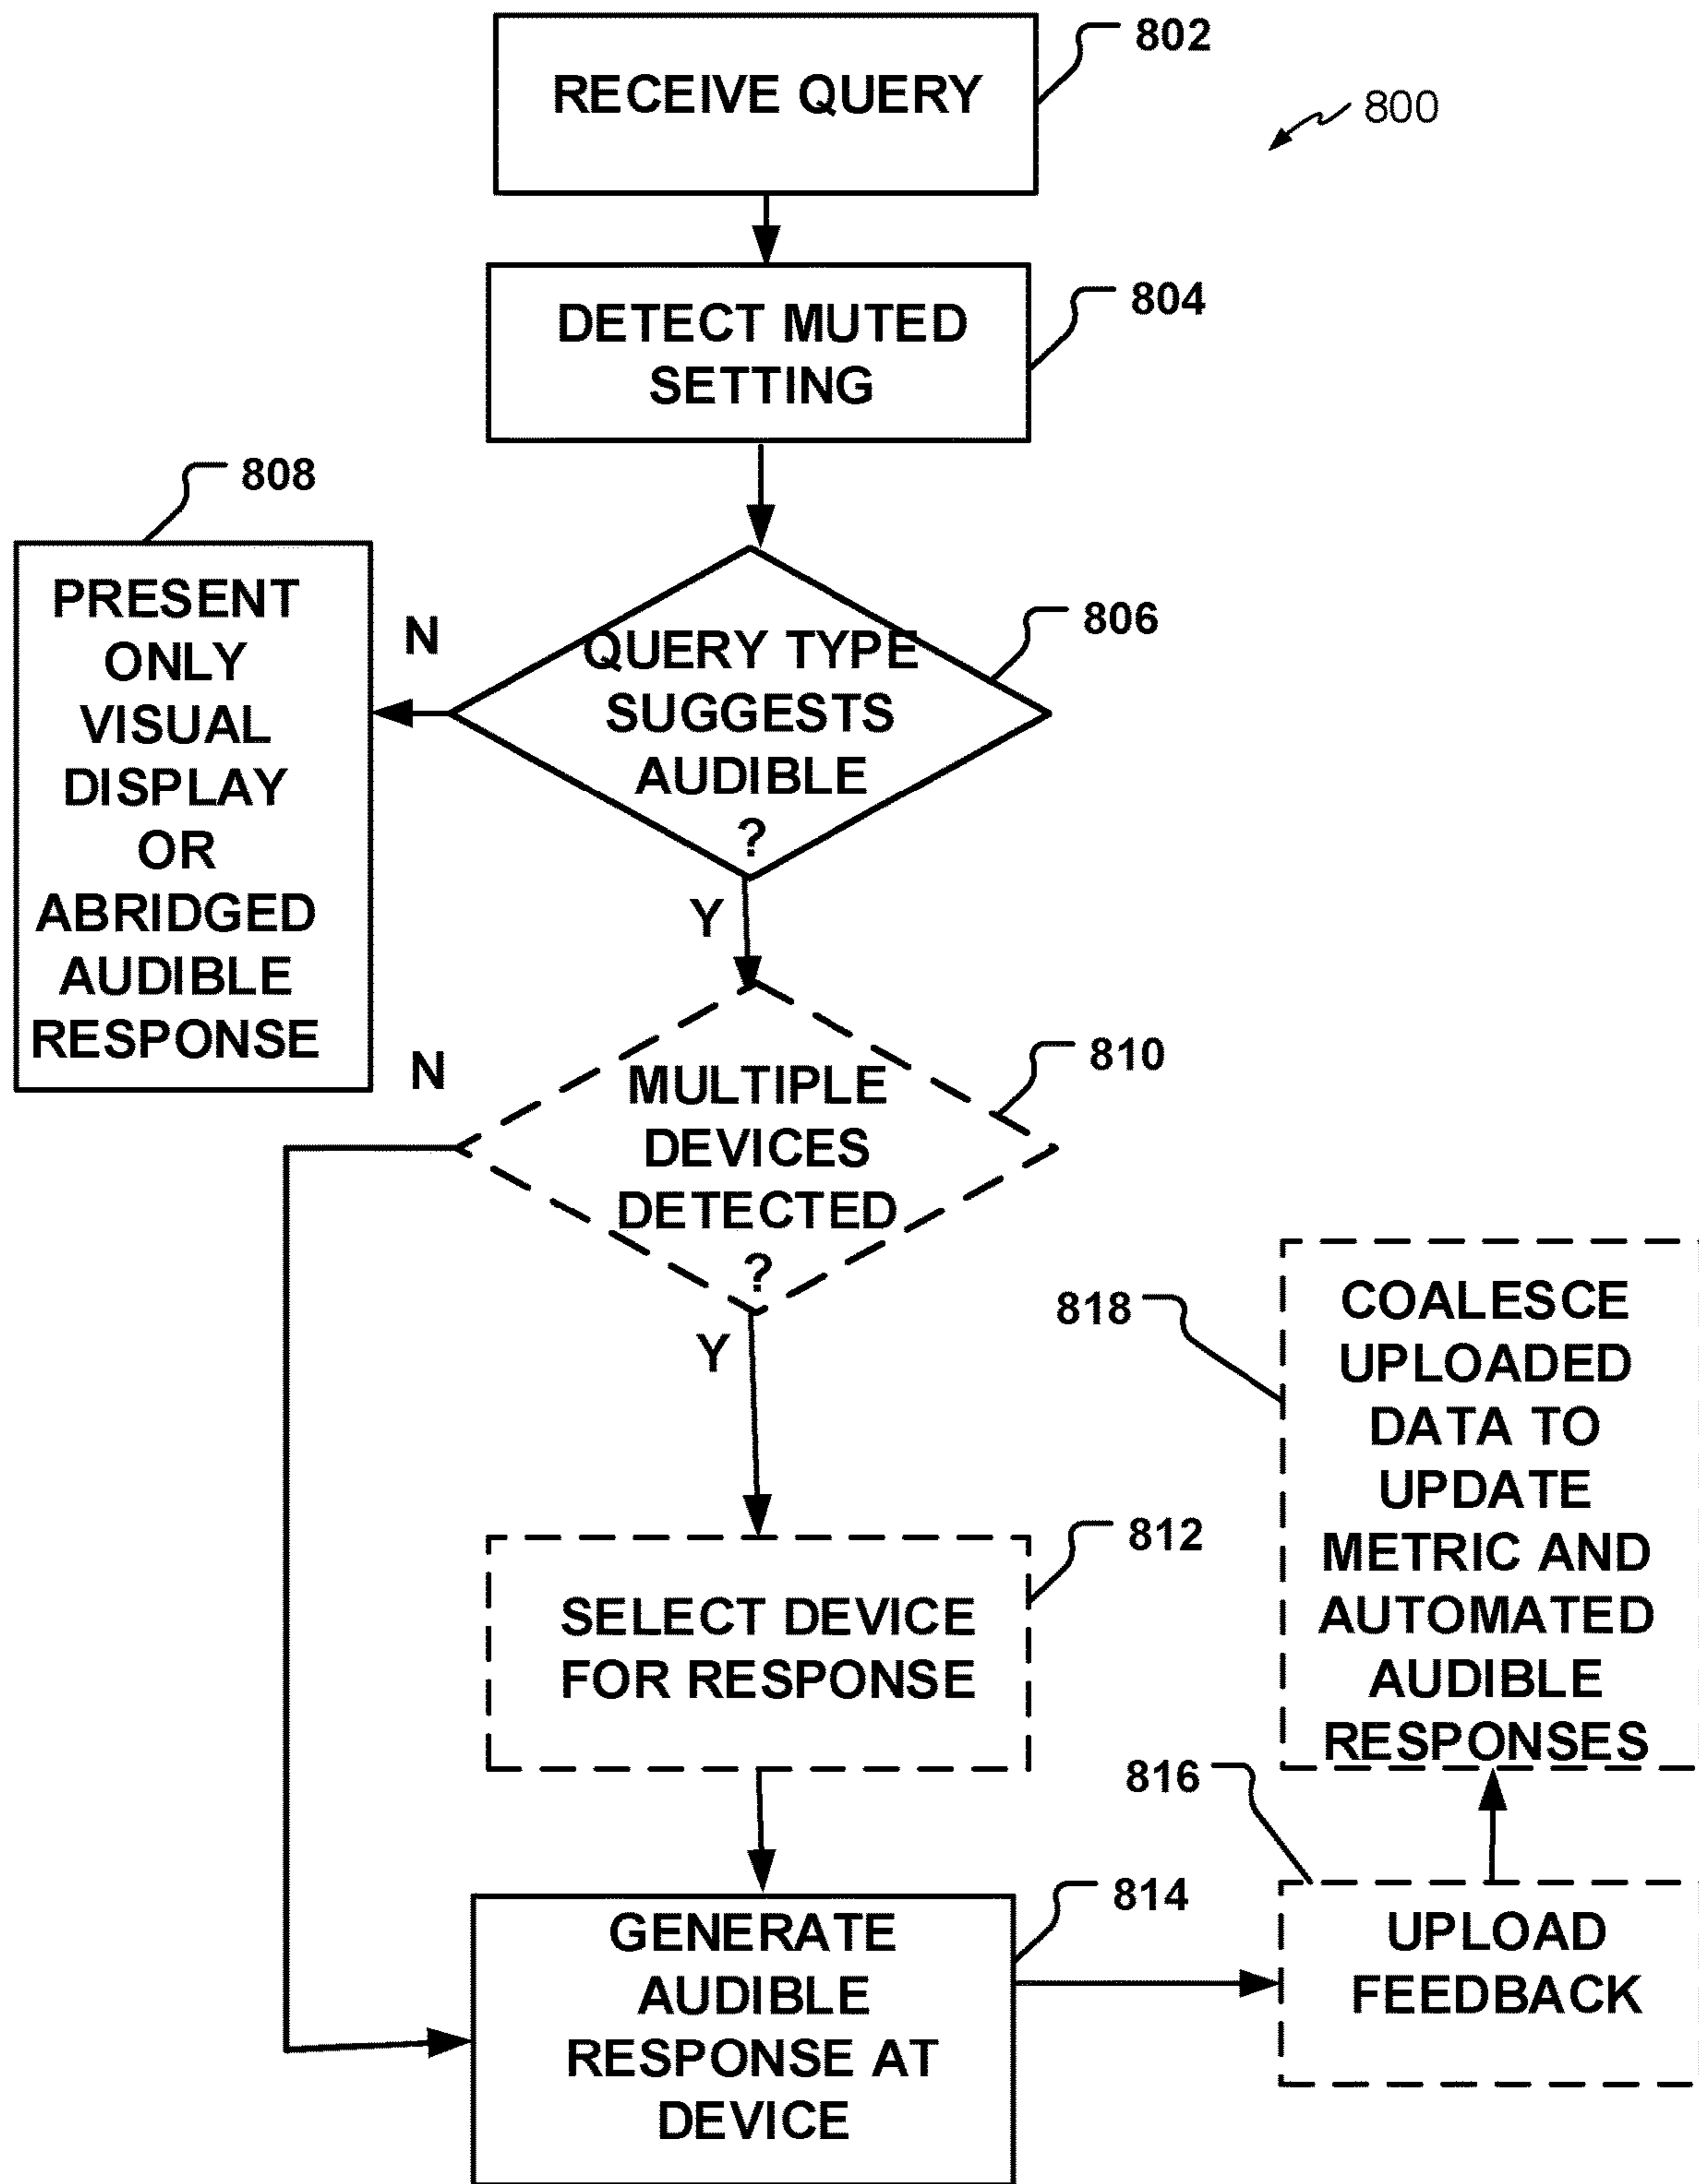 RECEIVE QUERY
802
800
DETECT MUTED
SETTING
804
808
PRESENT
ONLY
VISUAL
DISPLAY
OR
ABRIDGED
AUDIBLE
RESPONSE
N
QUERY TYPE
SUGGESTS
AUDIBLE
?
806
Y
N
MULTIPLE
DEVICES
DETECTED
?
810
Y
SELECT DEVICE
FOR RESPONSE
812
GENERATE
AUDIBLE
RESPONSE AT
DEVICE
814
816
UPLOAD
FEEDBACK
818
COALESCE
UPLOADED
DATA TO
UPDATE
METRIC AND
AUTOMATED
AUDIBLE
RESPONSES